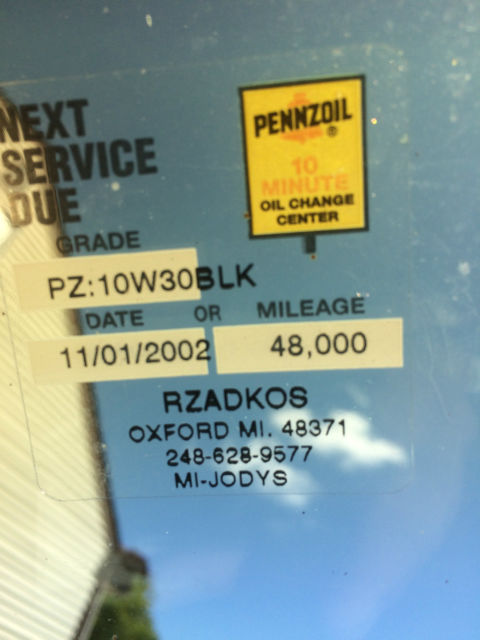 NEXT
SERVICE
DUE
PENNZOIL®
10
MINUTE
OIL CHANGE
CENTER
GRADE
PZ:10W30BLK
DATE OR MILEAGE
11/01/2002 48,000
RZADKOS
OXFORD MI. 48371
248-628-9577
MI-JODYS